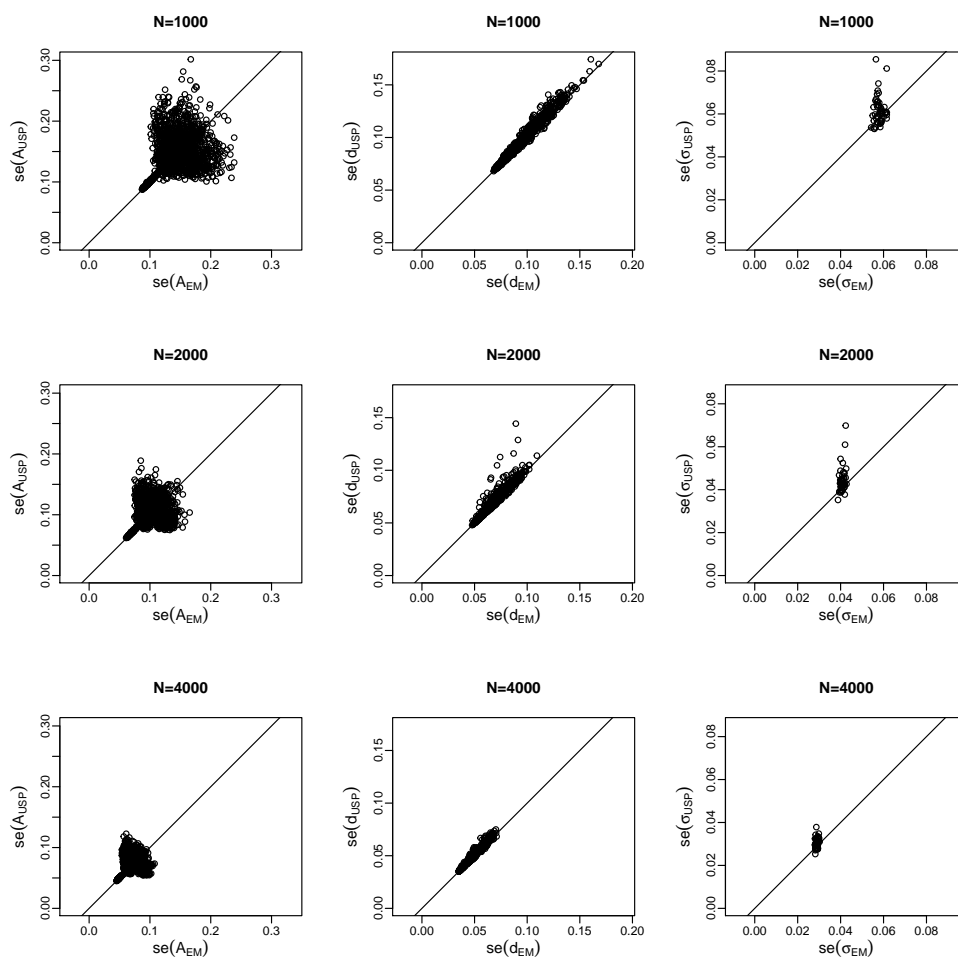 N=1000 N=1000 N=1000
se(A_USP) 0.00 0.10 0.20 0.30
0.0 0.1 0.2 0.3
se(A_EM)
se(d_USP) 0.00 0.05 0.10 0.15
0.00 0.05 0.10 0.15 0.20
se(d_EM)
se(σ_USP) 0.00 0.02 0.04 0.06 0.08
0.00 0.02 0.04 0.06 0.08
se(σ_EM)
N=2000 N=2000 N=2000
se(A_USP) 0.00 0.10 0.20 0.30
0.0 0.1 0.2 0.3
se(A_EM)
se(d_USP) 0.00 0.05 0.10 0.15
0.00 0.05 0.10 0.15 0.20
se(d_EM)
se(σ_USP) 0.00 0.02 0.04 0.06 0.08
0.00 0.02 0.04 0.06 0.08
se(σ_EM)
N=4000 N=4000 N=4000
se(A_USP) 0.00 0.10 0.20 0.30
0.0 0.1 0.2 0.3
se(A_EM)
se(d_USP) 0.00 0.05 0.10 0.15
0.00 0.05 0.10 0.15 0.20
se(d_EM)
se(σ_USP) 0.00 0.02 0.04 0.06 0.08
0.00 0.02 0.04 0.06 0.08
se(σ_EM)